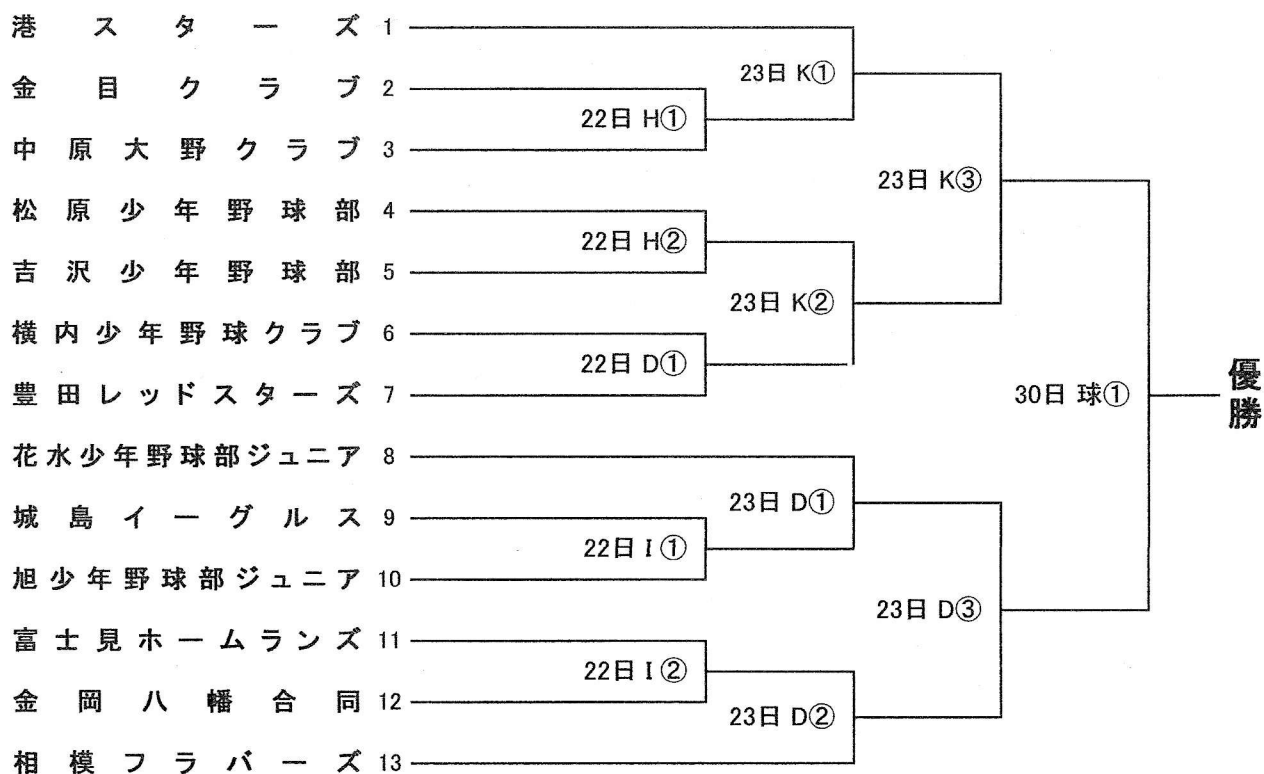 港スターズ 1
23日 K①
金目クラブ 2
22日 H①
中原大野クラブ 3
23日 K③
松原少年野球部 4
22日 H②
吉沢少年野球部 5
23日 K②
横内少年野球クラブ 6
22日 D①
豊田レッドスターズ 7
30日 球①
優勝
花水少年野球部ジュニア 8
23日 D①
城島イーグルス 9
22日 I①
旭少年野球部ジュニア 10
23日 D③
富士見ホームランズ 11
22日 I②
金岡八幡合同 12
23日 D②
相模フラバーズ 13